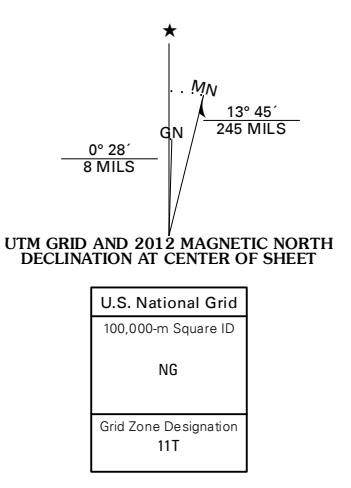 ★
MN
GN
13° 45´
245 MILS
0° 28´
8 MILS
UTM GRID AND 2012 MAGNETIC NORTH
DECLINATION AT CENTER OF SHEET
U.S. National Grid
100,000-m Square ID
NG
Grid Zone Designation
11T